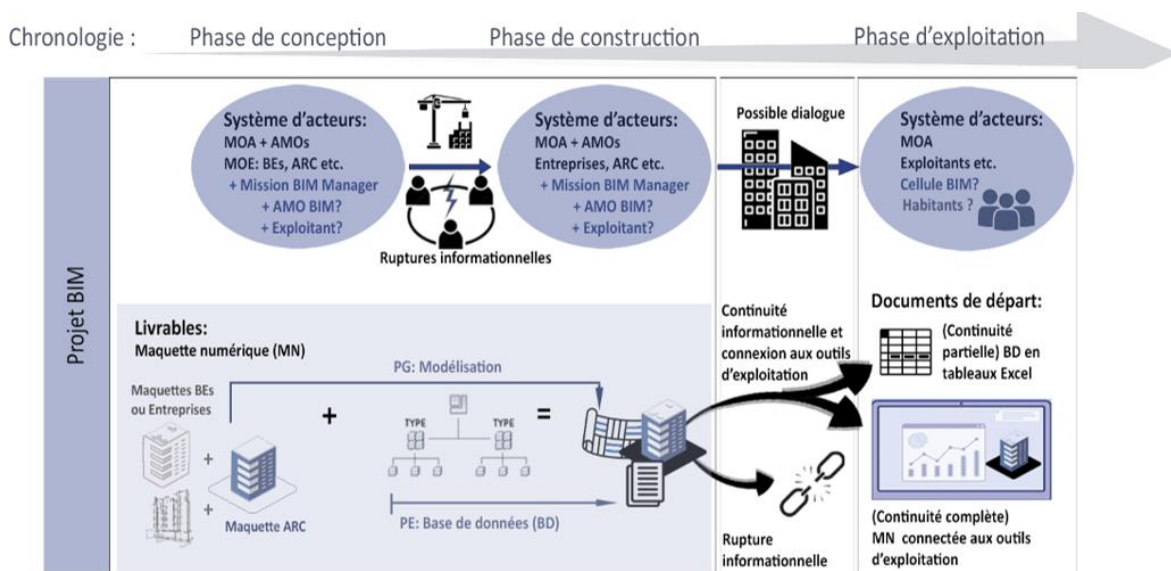 Chronologie :
Phase de conception
Phase de construction
Phase d'exploitation
Projet BIM
Système d'acteurs:
MOA + AMOs
MOE: BEs, ARC etc.
+ Mission BIM Manager
+ AMO BIM?
+ Exploitant?
Ruptures informationnelles
Système d'acteurs:
MOA + AMOs
Entreprises, ARC etc.
+ Mission BIM Manager
+ AMO BIM?
+ Exploitant?
Possible dialogue
Système d'acteurs:
MOA
Exploitants etc.
Cellule BIM?
Habitants ?
Livrables:
Maquette numérique (MN)
Maquettes BEs
ou Entreprises
+
+
Maquette ARC
PG: Modélisation
+
TYPE
TYPE
=
PE: Base de données (BD)
Continuité
informationnelle et
connexion aux outils
d'exploitation
Rupture
informationnelle
Documents de départ:
(Continuité
partielle) BD en
tableaux Excel
(Continuité complète)
MN connectée aux outils
d'exploitation